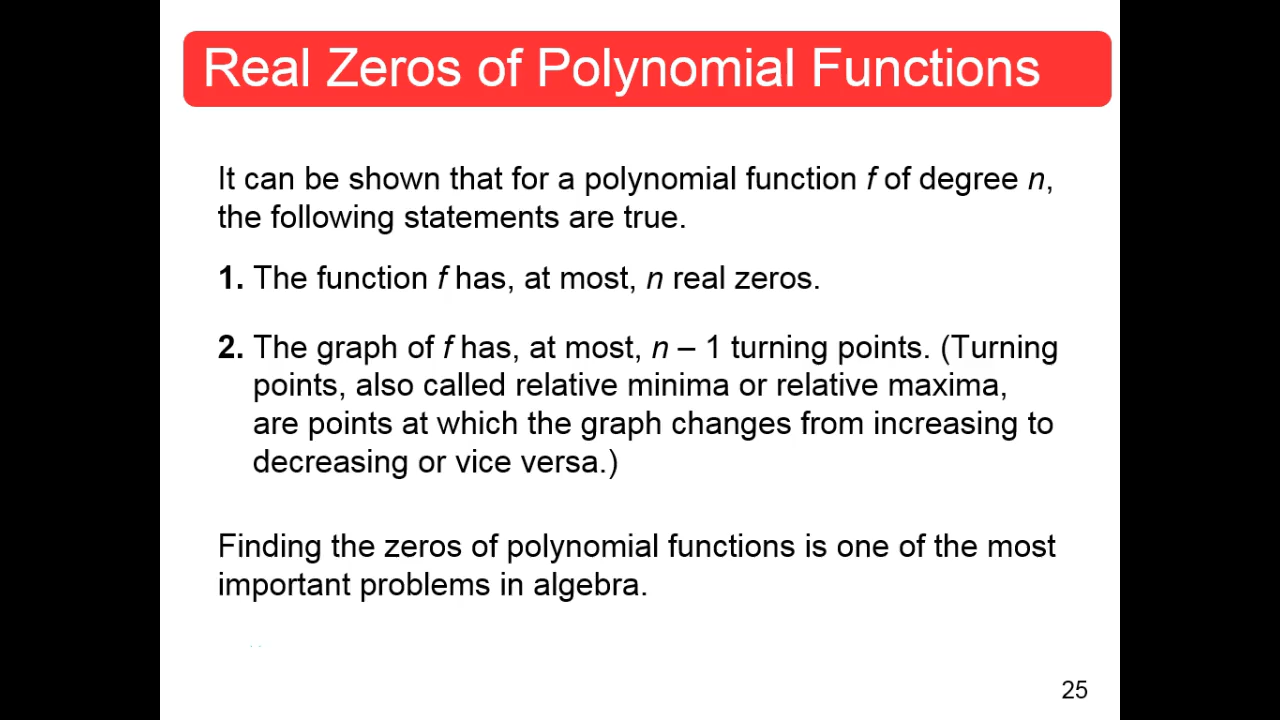 Real Zeros of Polynomial Functions
It can be shown that for a polynomial function f of degree n,
the following statements are true.
1. The function f has, at most, n real zeros.
2. The graph of f has, at most, n – 1 turning points. (Turning
points, also called relative minima or relative maxima,
are points at which the graph changes from increasing to
decreasing or vice versa.)
Finding the zeros of polynomial functions is one of the most
important problems in algebra.
25